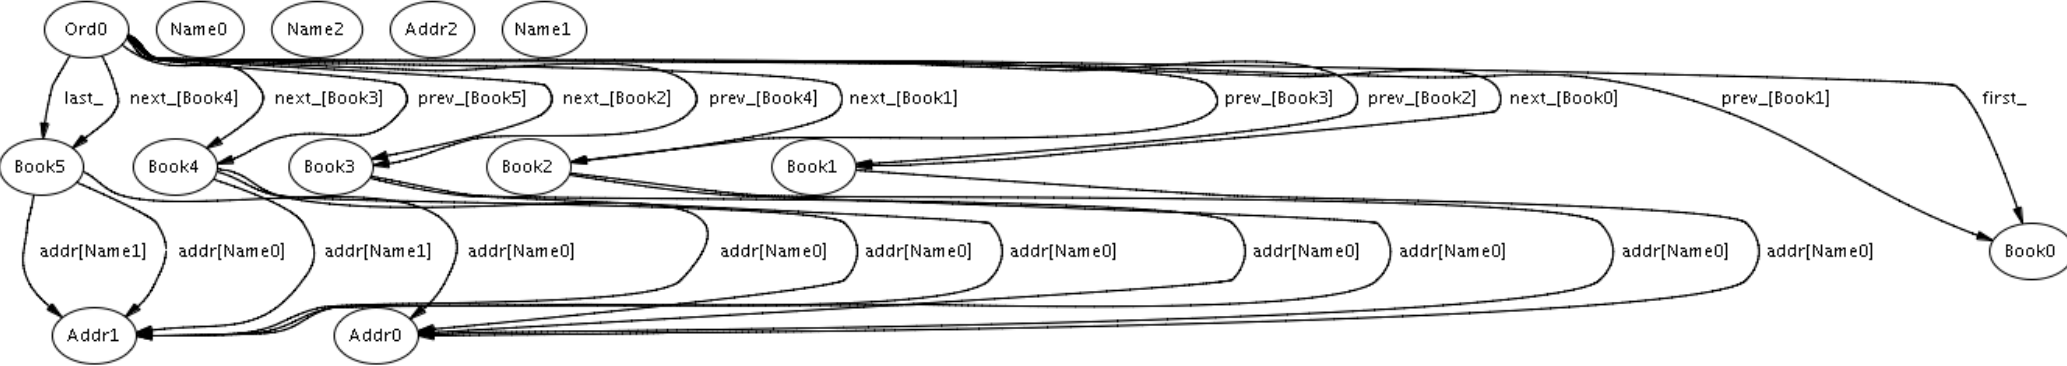 Ord0 Name0 Name2 Addr2 Name1
last_ next_[Book4] next_[Book3] prev_[Book5] next_[Book2] prev_[Book4] next_[Book1] prev_[Book3] prev_[Book2] next_[Book0] prev_[Book1] first_
Book5 Book4 Book3 Book2 Book1
addr[Name1] addr[Name0] addr[Name1] addr[Name0] addr[Name0] addr[Name0] addr[Name0] addr[Name0] addr[Name0] addr[Name0] addr[Name0] Book0
Addr1 Addr0